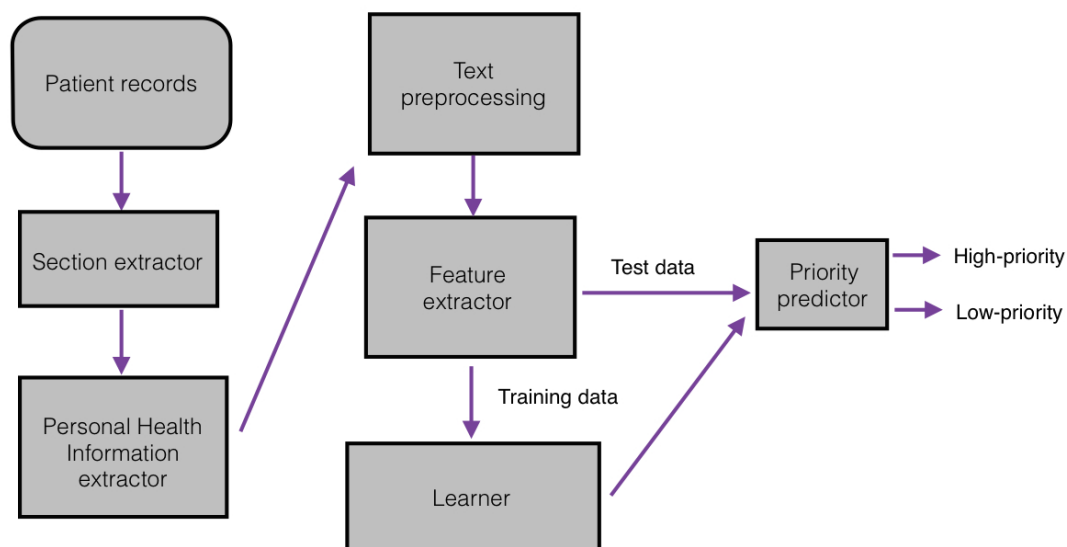 Patient records
Section extractor
Personal Health
Information
extractor
Text
preprocessing
Feature
extractor
Test data
Training data
Learner
Priority
predictor
High-priority
Low-priority